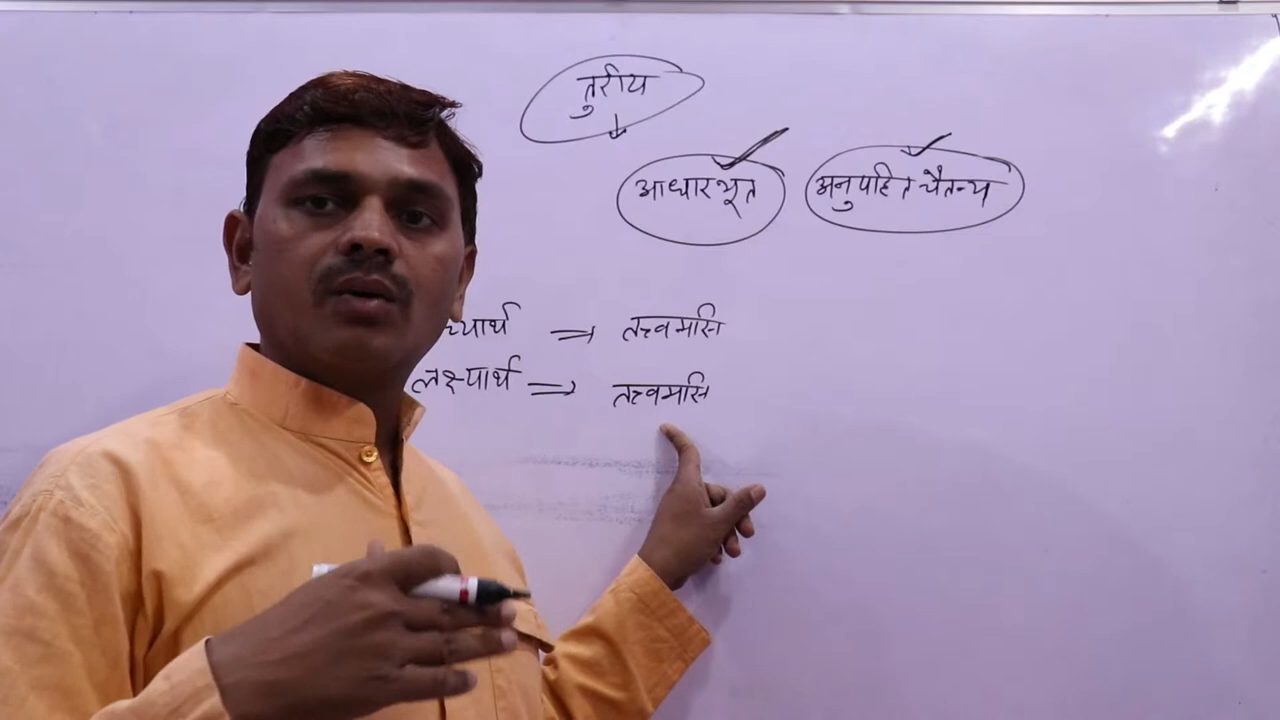 तुरीय
आधारभूत अनुपहित चैतन्य
च्यार्थ ⇒ तत्त्वमसि
लक्ष्यार्थ ⇒ तत्त्वमसि